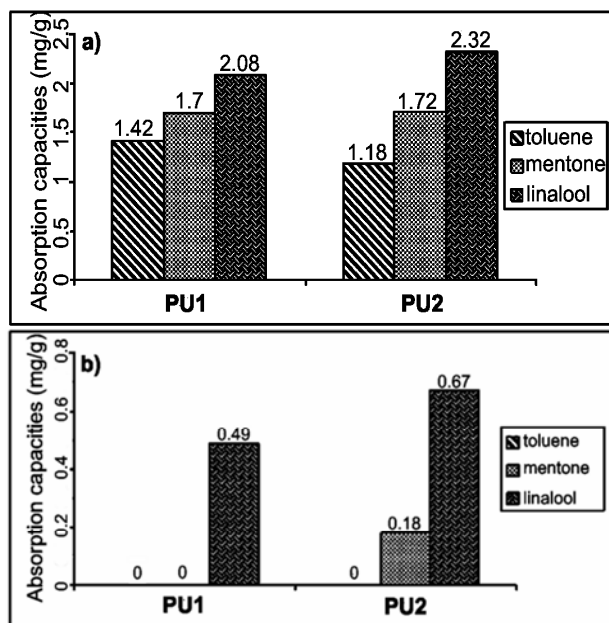 a)
Absorption capacities (mg/g)
2.5
2
1.5
1
0.5
0
1.42
1.7
2.08
1.18
1.72
2.32
PU1
PU2
toluene
mentone
linalool
b)
Absorption capacities (mg/g)
0.8
0.6
0.4
0.2
0
0
0
0.49
0
0.18
0.67
PU1
PU2
toluene
mentone
linalool